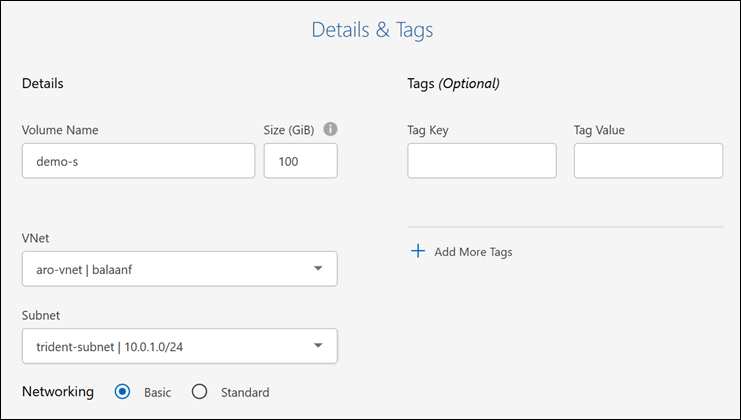 Details & Tags
Details
Volume Name
Size (GiB)
i
demo-s
100
VNet
aro-vnet | balaanf
Subnet
trident-subnet | 10.0.1.0/24
Networking
Basic
Standard
Tags (Optional)
Tag Key
Tag Value
+ Add More Tags